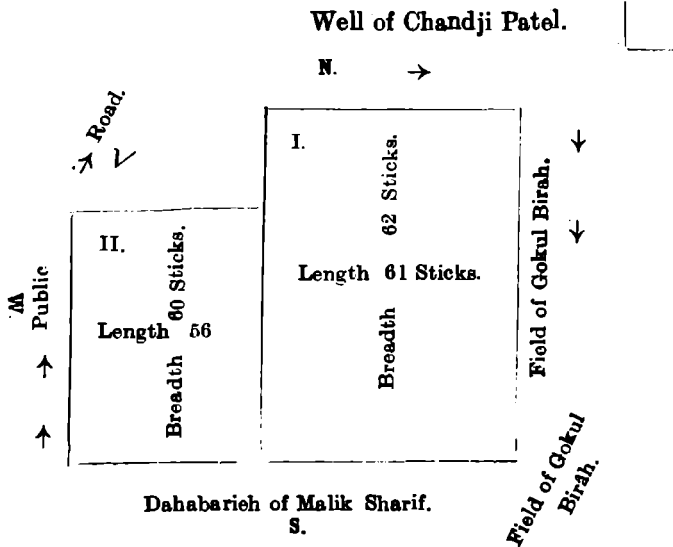 Well of Chandji Patel.
N.
Road.
I.
62 Sticks.
Length 61 Sticks.
Breadth
II.
60 Sticks.
Length 56
Breadth
W.
Public
Field of Gokul Birah.
Field of Gokul
Birah.
Dahabarieh of Malik Sharif.
S.